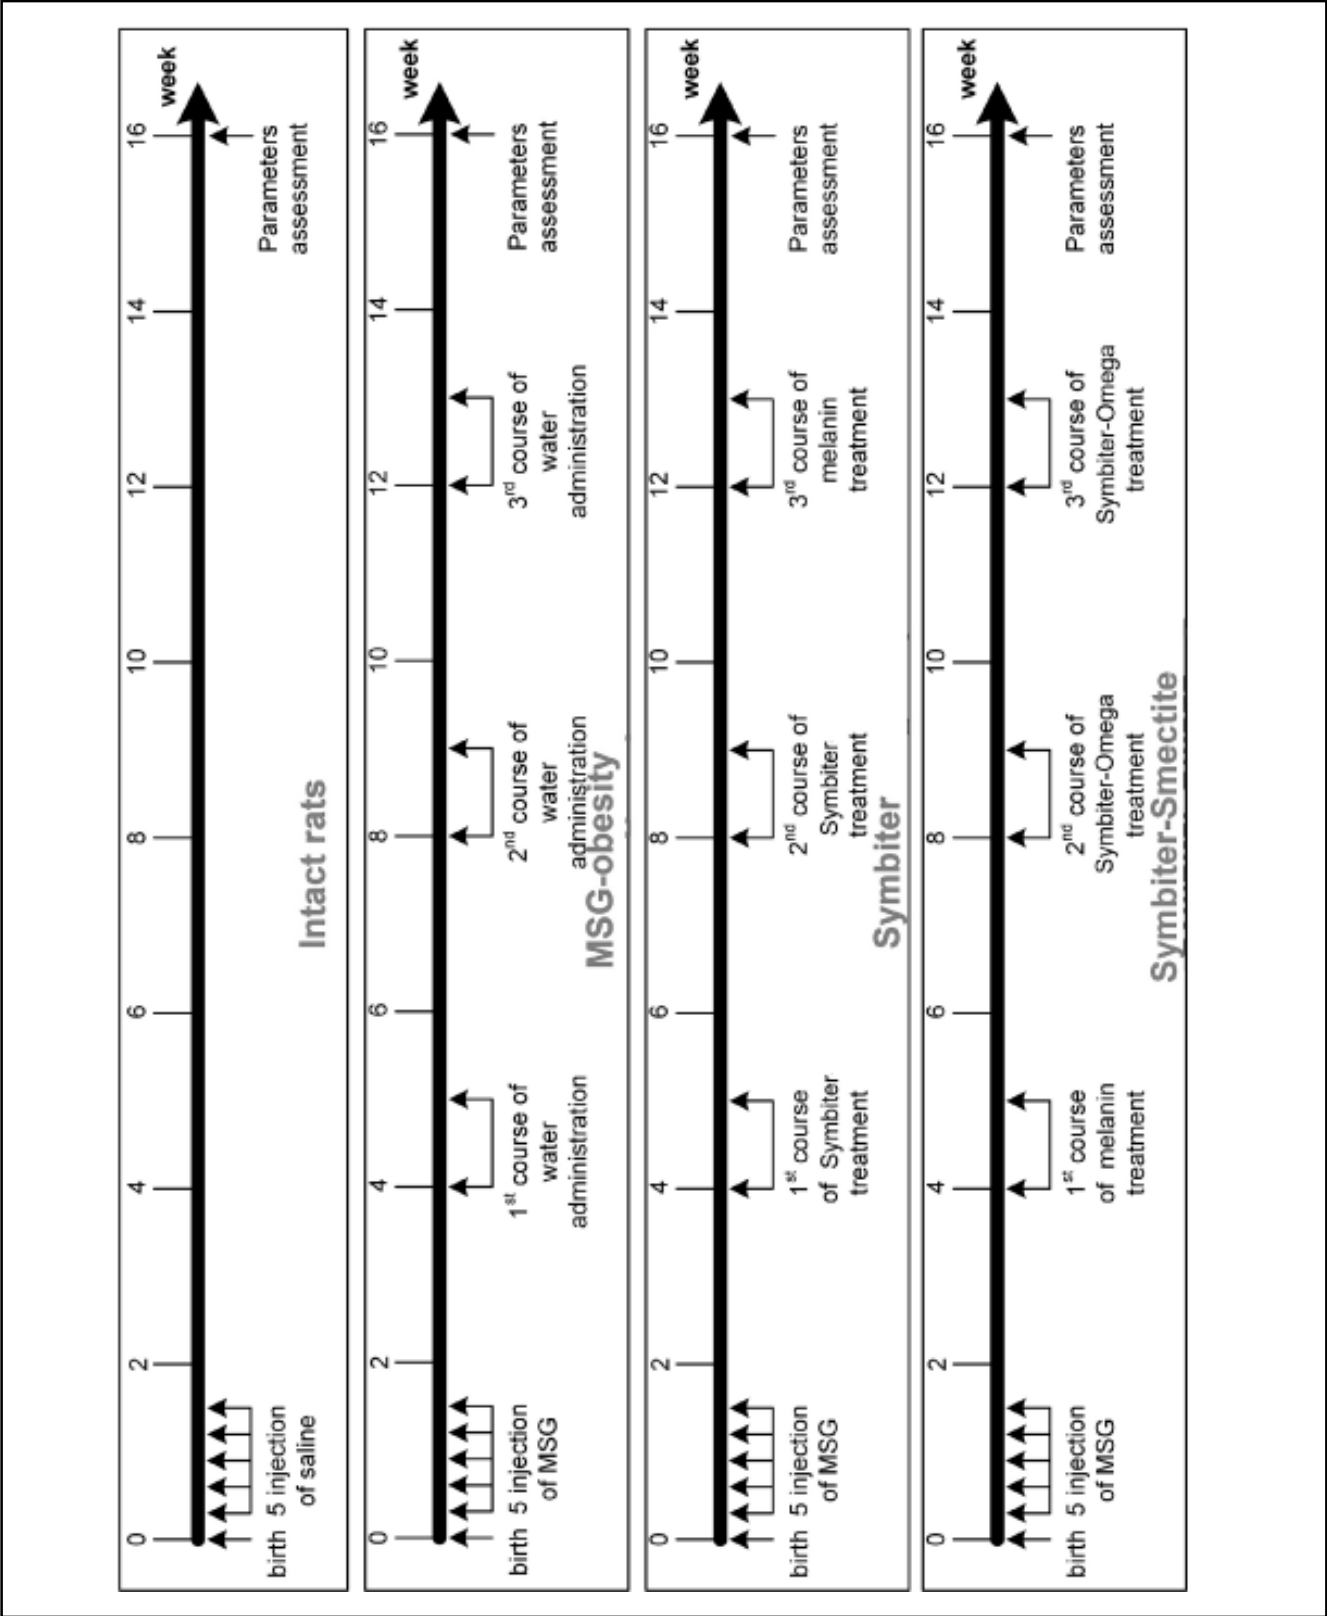 0 2 4 6 8 10 12 14 16 week
birth 5 injection
of saline
Parameters
assessment
Intact rats
0 2 4 6 8 10 12 14 16 week
birth 5 injection
of MSG
1st course of
water
administration
2nd course of
water
administration
3rd course of
water
administration
Parameters
assessment
MSG-obesity
0 2 4 6 8 10 12 14 16 week
birth 5 injection
of MSG
1st course
of Symbiter
treatment
2nd course of
Symbiter
treatment
3rd course of
melanin
treatment
Parameters
assessment
Symbiter
0 2 4 6 8 10 12 14 16 week
birth 5 injection
of MSG
1st course
of melanin
treatment
2nd course of
Symbiter-Omega
treatment
3rd course of
Symbiter-Omega
treatment
Parameters
assessment
Symbiter-Smectite